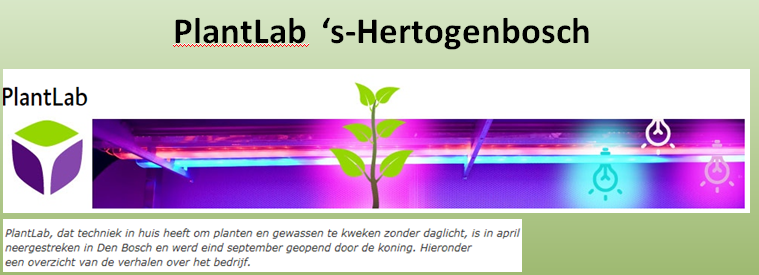 PlantLab ‘s-Hertogenbosch
PlantLab
PlantLab, dat techniek in huis heeft om planten en gewassen te kweken zonder daglicht, is in april
neergestreken in Den Bosch en werd eind september geopend door de koning. Hieronder
een overzicht van de verhalen over het bedrijf.